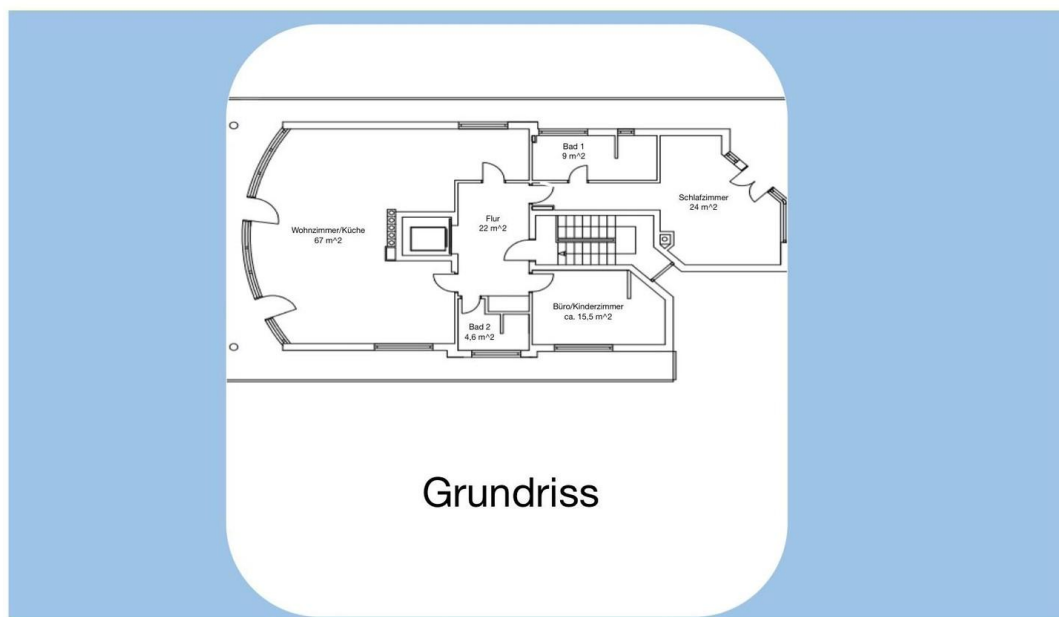 Bad 1
9 m^2
Schlafzimmer
24 m^2
Flur
22 m^2
Wohnzimmer/Küche
67 m^2
Büro/Kinderzimmer
ca. 15,5 m^2
Bad 2
4,6 m^2
Grundriss